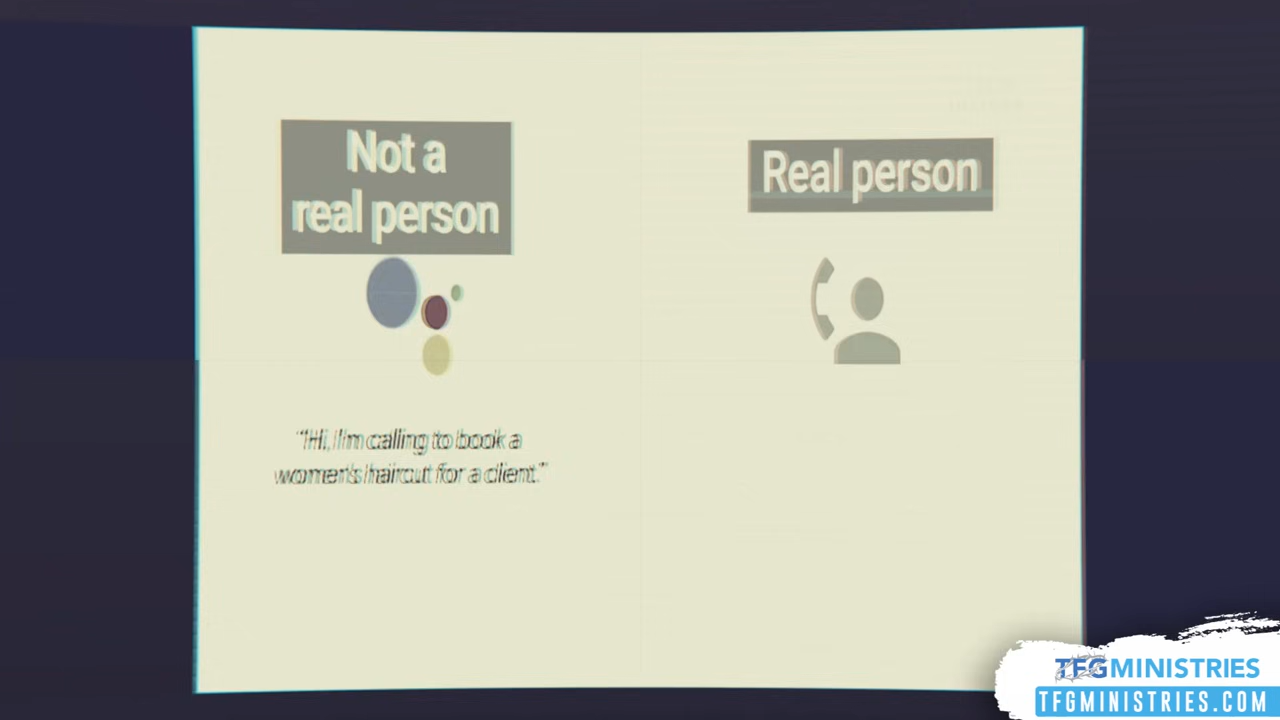 Not a
real person
Real person
“Hi, I'm calling to book a
women's haircut for a client.”
TFGMINISTRIES
TFGMINISTRIES.COM